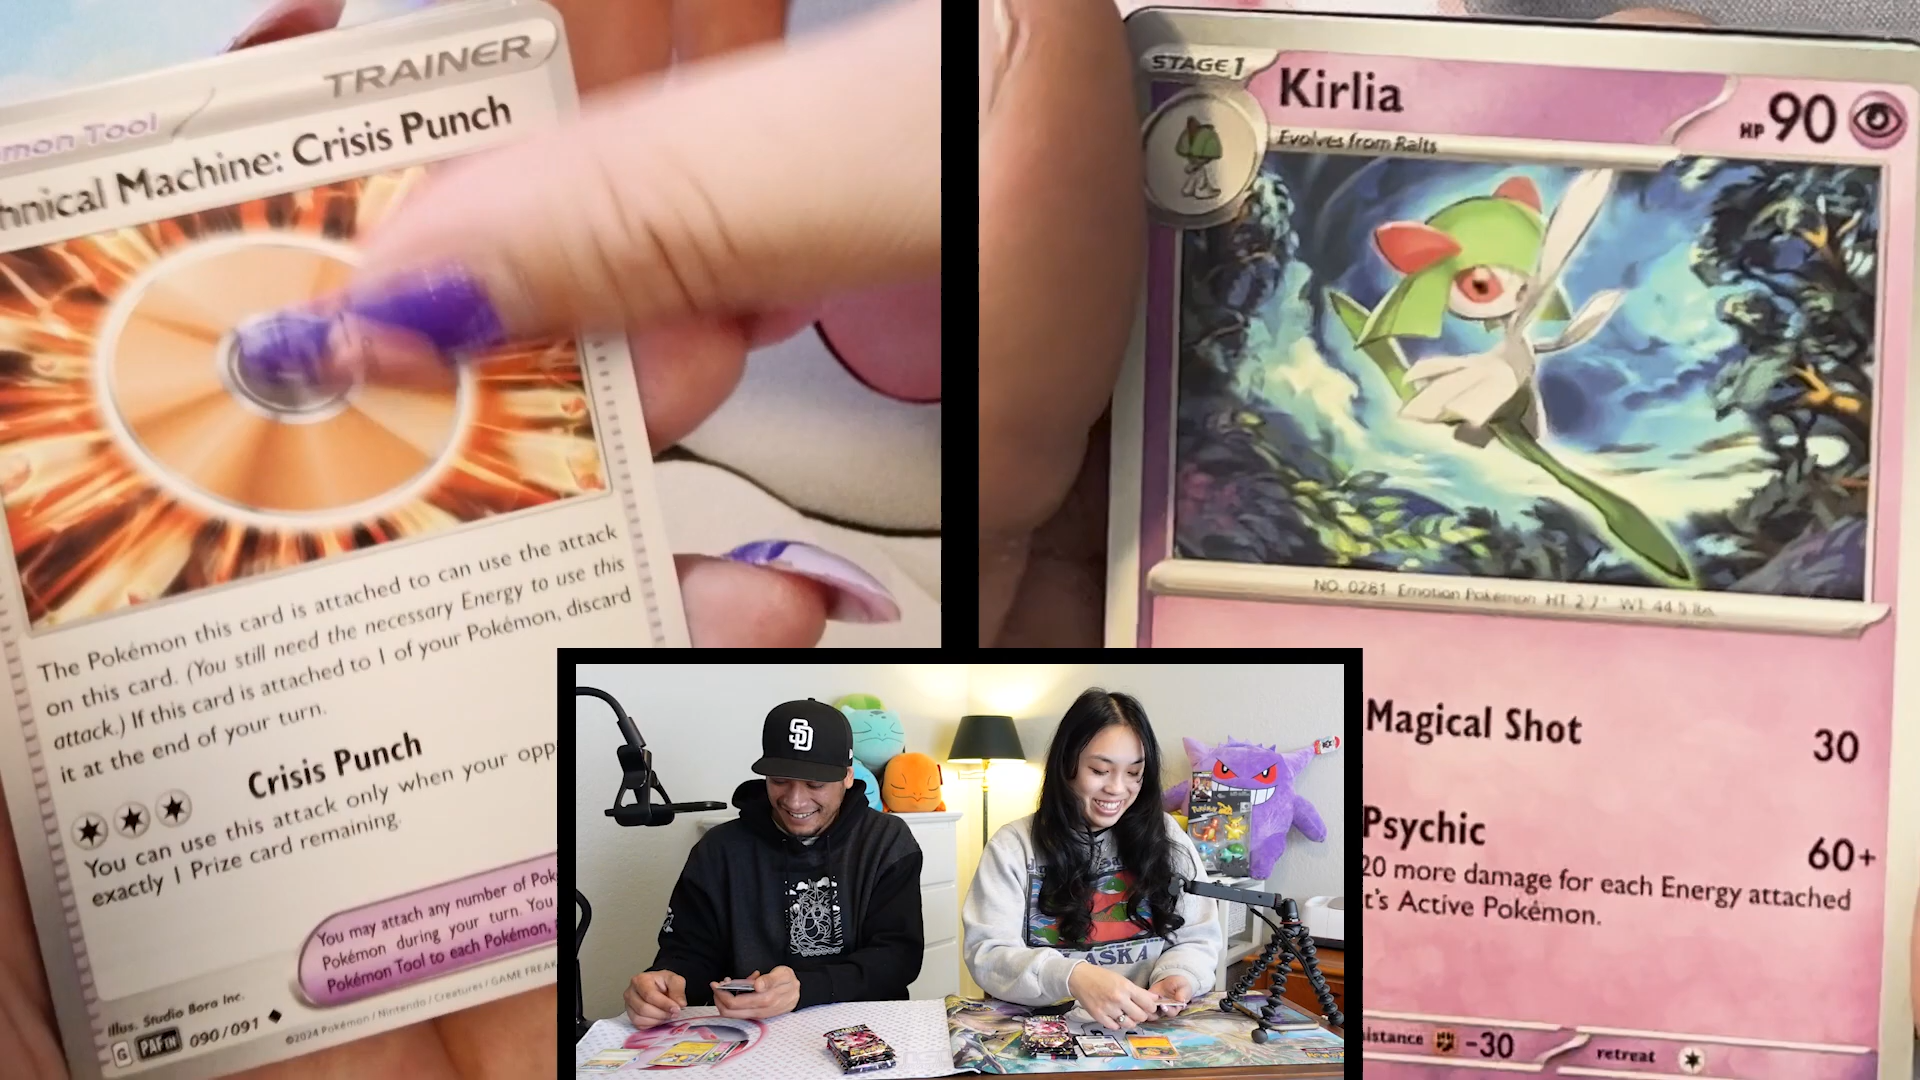 TRAINER
mon Tool
hnical Machine: Crisis Punch
The Pokémon this card is attached to can use the attack
on this card. (You still need the necessary Energy to use this
attack.) If this card is attached to 1 of your Pokémon, discard
it at the end of your turn.
Crisis Punch
You can use this attack only when your opp
exactly 1 Prize card remaining.
You may attach any number of Pok
Pokémon during your turn. You
Pokémon Tool to each Pokémon,
Illus. Studio Bora Inc.
G PAF EN 090/091
©2024 Pokémon / Nintendo / Creatures / GAME FREAK
STAGE 1
Kirlia
HP 90
Evolves from Ralts
NO. 0281 Emotion Pokémon HT: 2'7" WT: 44.5 lbs.
Magical Shot 30
Psychic 60+
20 more damage for each Energy attached
t's Active Pokémon.
istance -30 retreat
SD
ALASKA